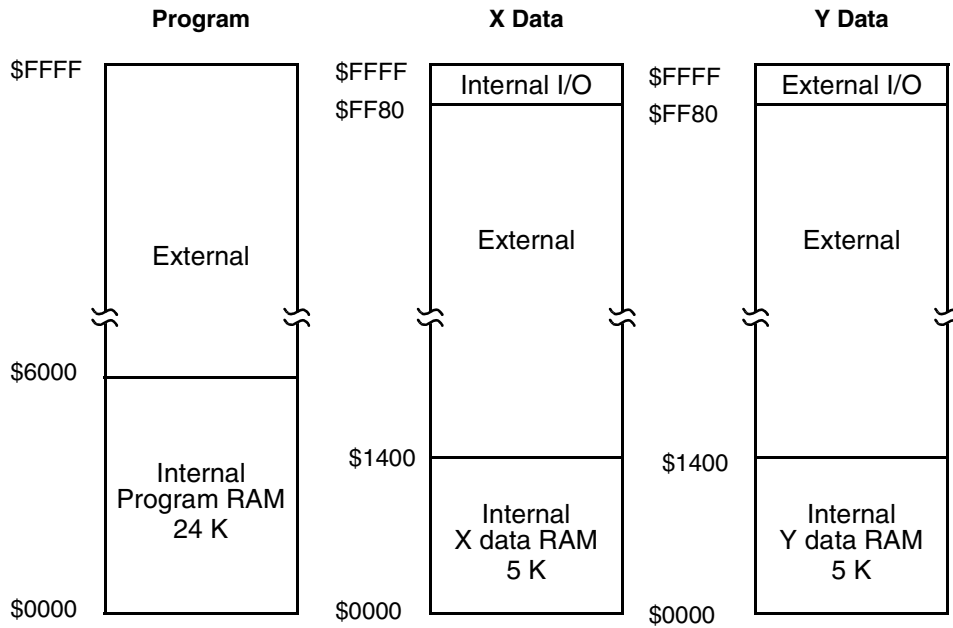 Program
X Data
Y Data
$FFFF
External
$6000
Internal
Program RAM
24 K
$0000
$FFFF
Internal I/O
$FF80
External
$1400
Internal
X data RAM
5 K
$0000
$FFFF
External I/O
$FF80
External
$1400
Internal
Y data RAM
5 K
$0000